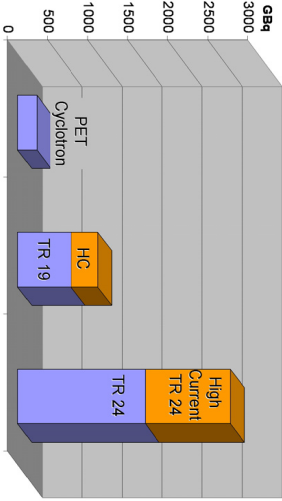 GBq
3000
2500
2000
1500
1000
500
0
PET
Cyclotron
HC
TR 19
High
Current
TR 24
TR 24